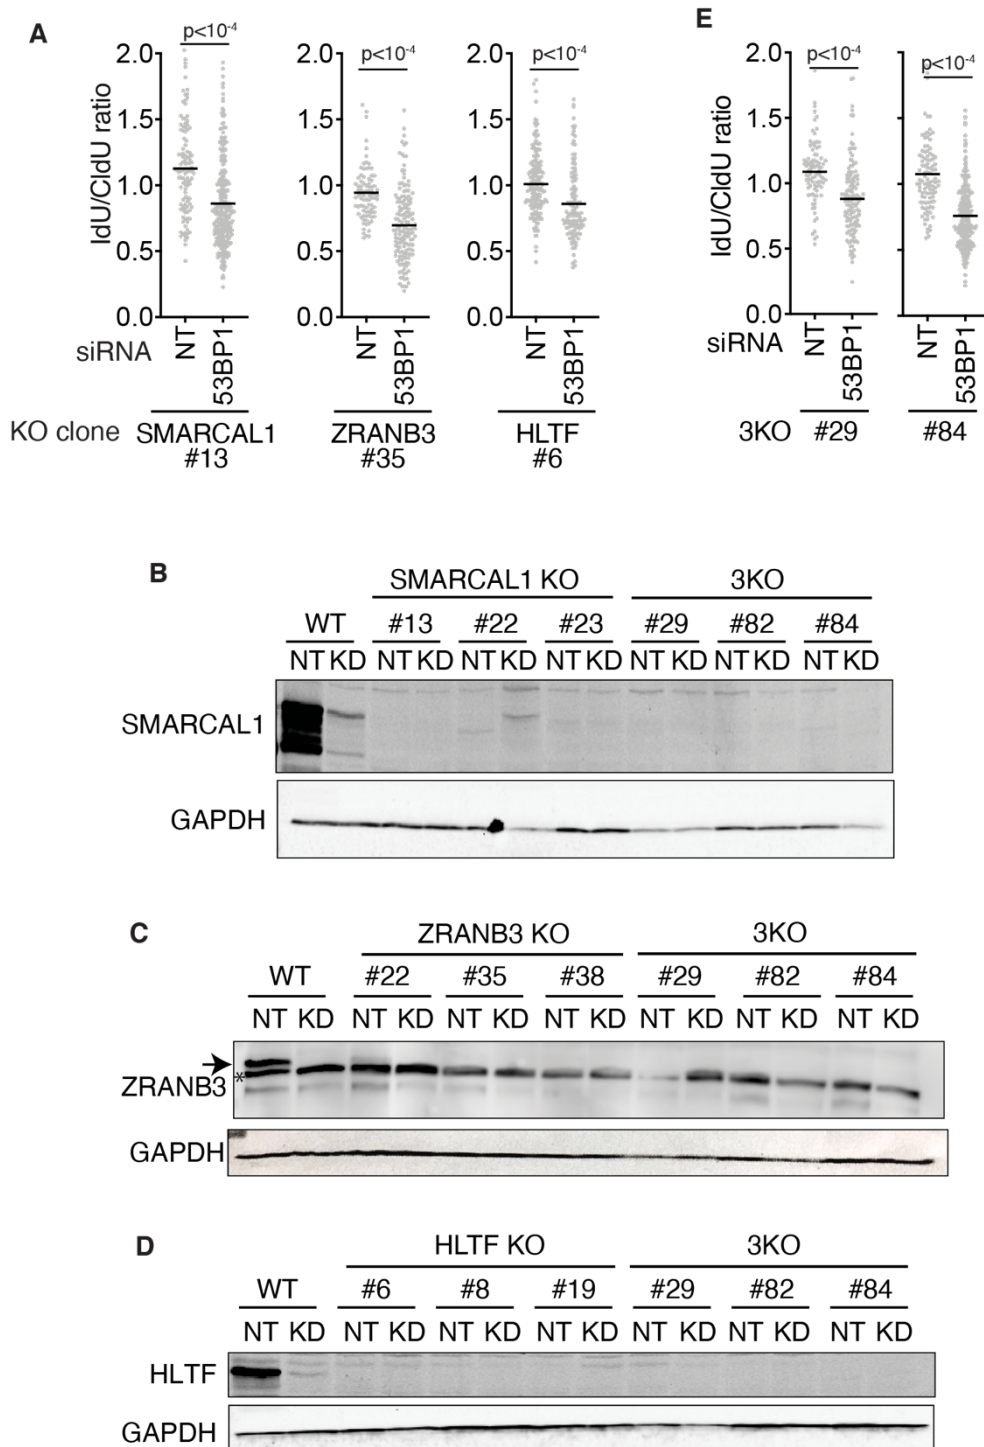 A
p<10-4
p<10-4
p<10-4
IdU/CldU ratio
2.0
1.5
1.0
0.5
0.0
2.0
1.5
1.0
0.5
0.0
2.0
1.5
1.0
0.5
0.0
siRNA
NT
53BP1
NT
53BP1
NT
53BP1
KO clone
SMARCAL1
#13
ZRANB3
#35
HLTF
#6
E
p<10-4
p<10-4
IdU/CldU ratio
2.0
1.5
1.0
0.5
0.0
siRNA
NT
53BP1
NT
53BP1
3KO #29 #84
B
SMARCAL1 KO 3KO
WT #13 #22 #23 #29 #82 #84
NT KD NT KD NT KD NT KD NT KD NT KD NT KD
SMARCAL1
GAPDH
C
ZRANB3 KO 3KO
WT #22 #35 #38 #29 #82 #84
NT KD NT KD NT KD NT KD NT KD NT KD NT KD
*
ZRANB3
GAPDH
D
HLTF KO 3KO
WT #6 #8 #19 #29 #82 #84
NT KD NT KD NT KD NT KD NT KD NT KD NT KD
HLTF
GAPDH